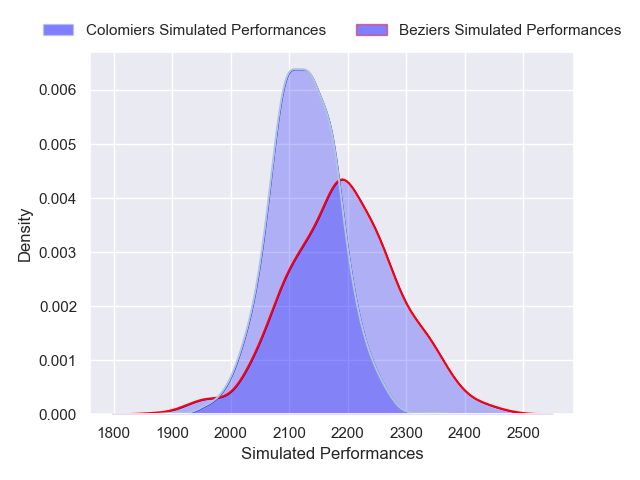 Colomiers Simulated Performances
Beziers Simulated Performances
Density
0.006
0.005
0.004
0.003
0.002
0.001
0.000
1800 1900 2000 2100 2200 2300 2400 2500
Simulated Performances